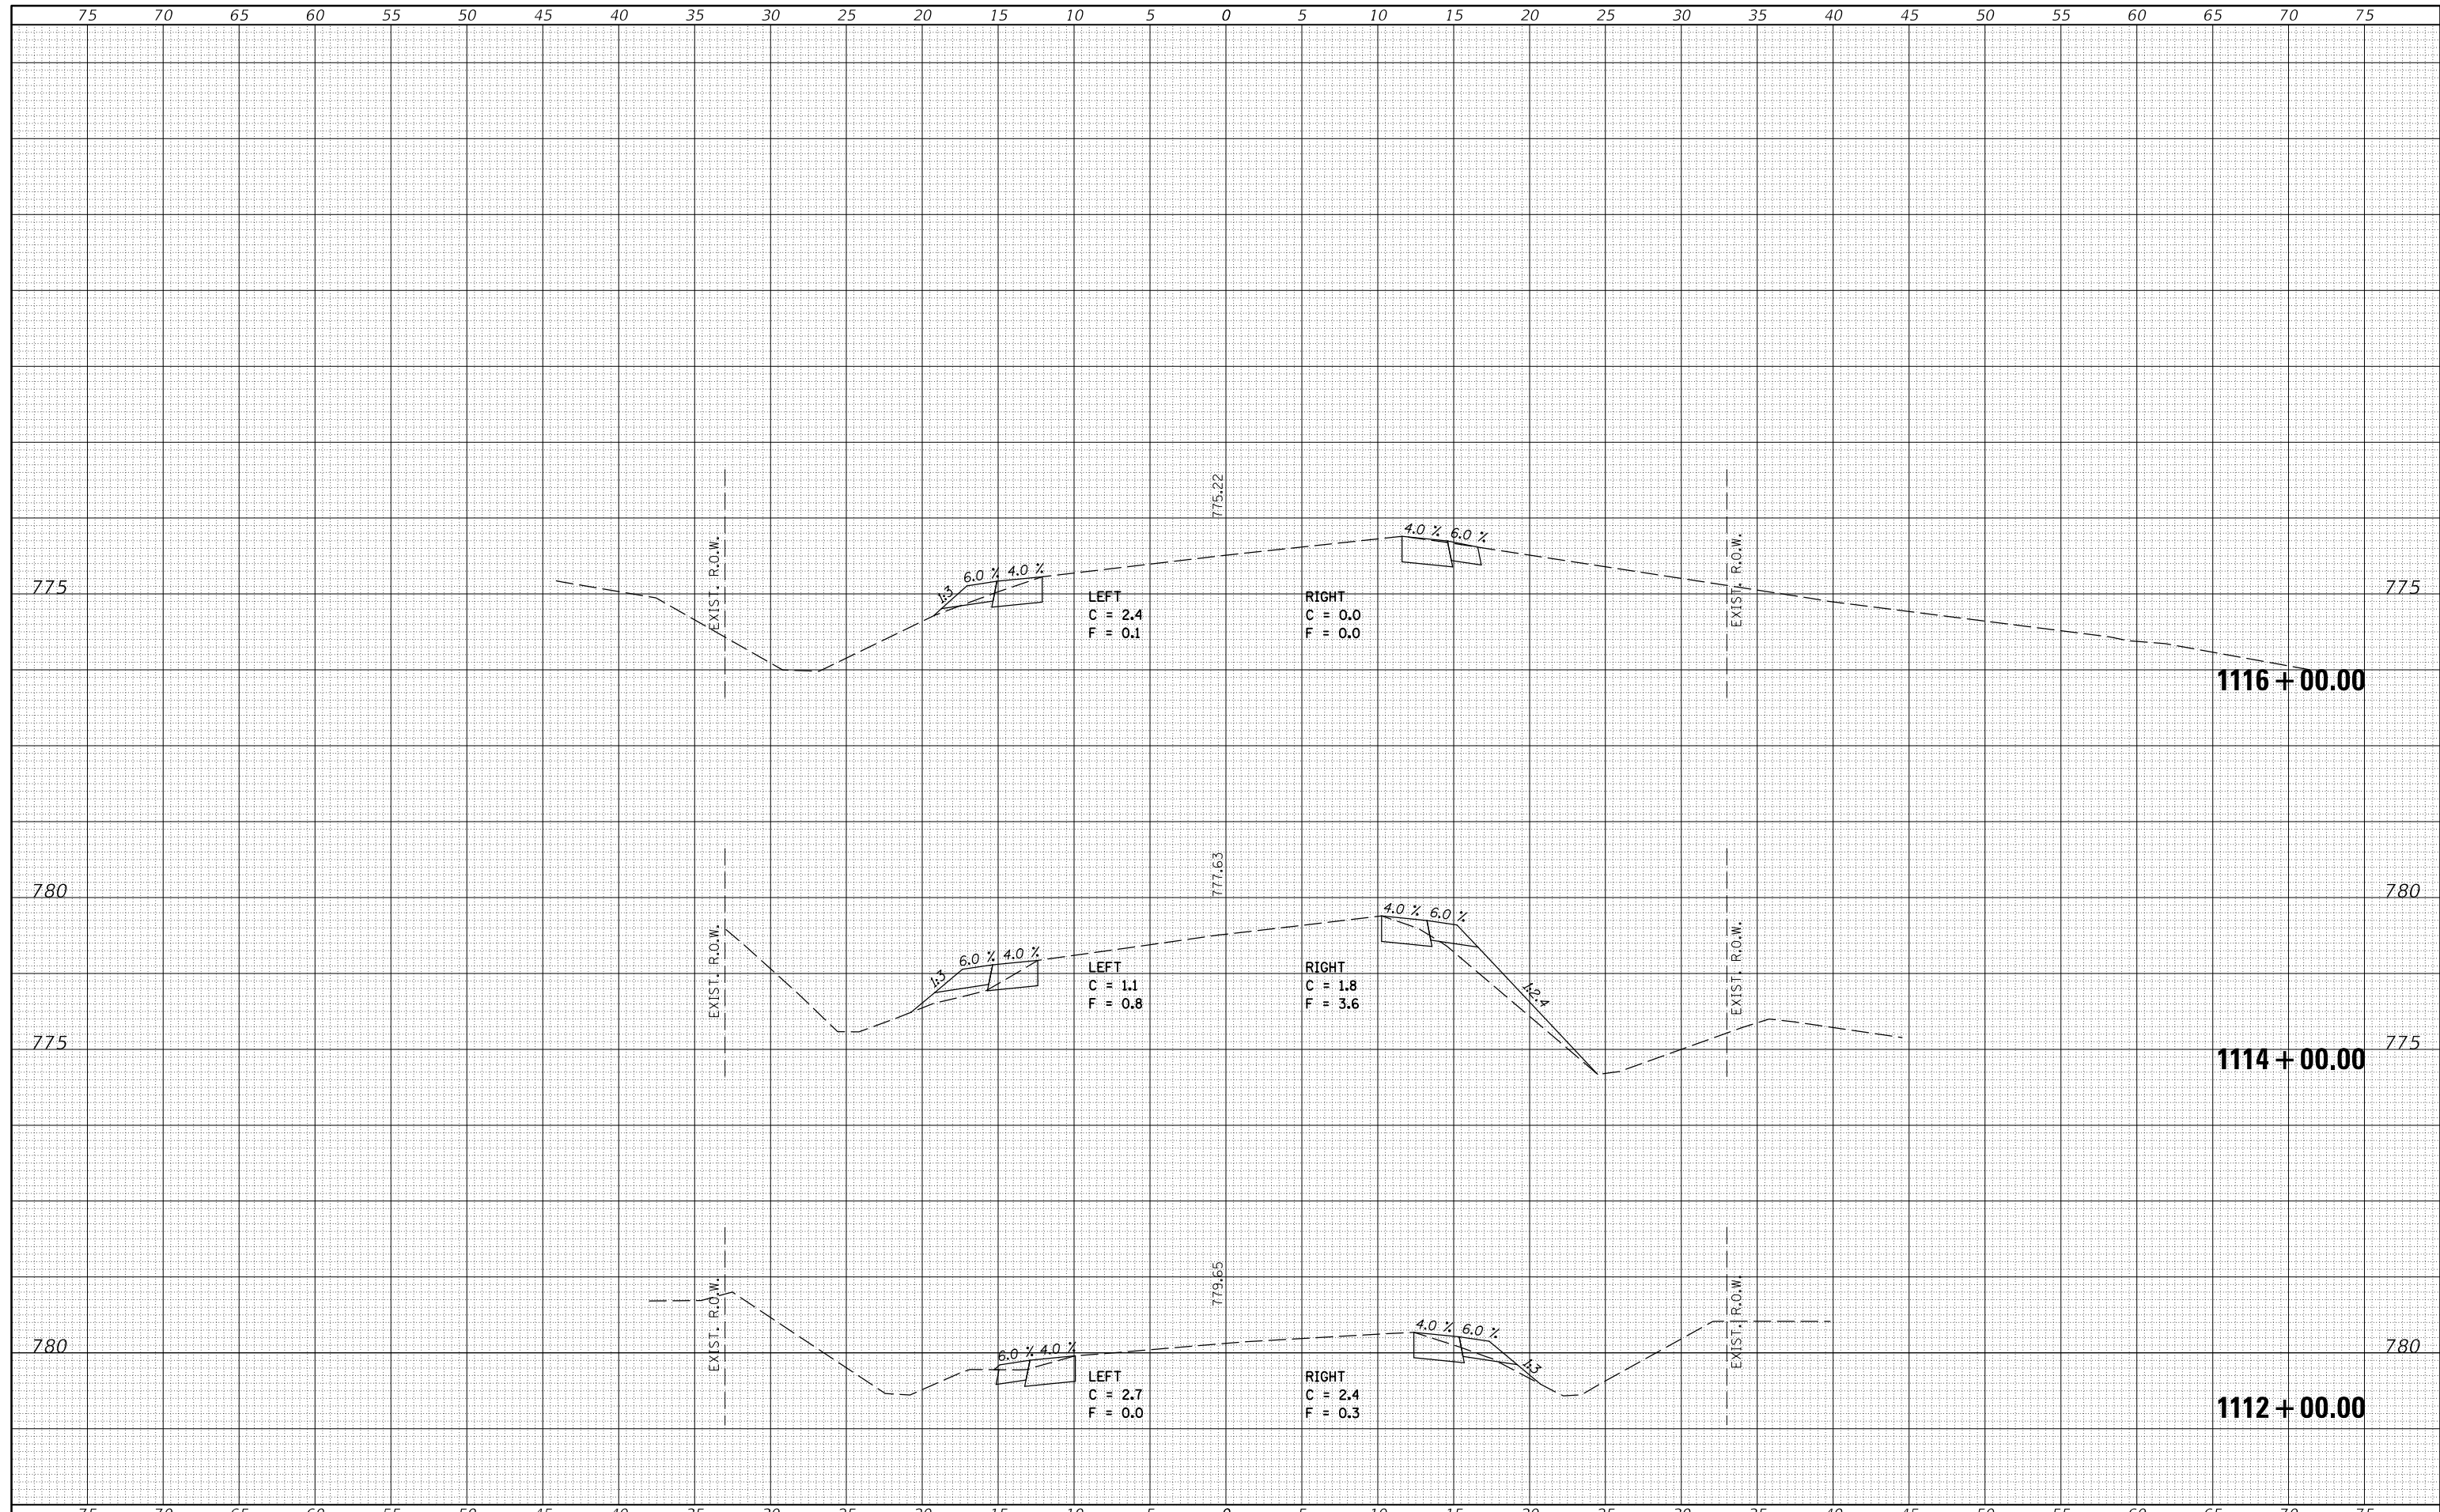 75 70 65 60 55 50 45 40 35 30 25 20 15 10 5 0 5 10 15 20 25 30 35 40 45 50 55 60 65 70 75
775.22
4.0 % 6.0 %
EXIST. R.O.W.
EXIST. R.O.W.
1:3 6.0 % 4.0 %
775
775
LEFT
C = 2.4
F = 0.1
RIGHT
C = 0.0
F = 0.0
1116 + 00.00
777.63
780
780
4.0 % 6.0 %
EXIST. R.O.W.
EXIST. R.O.W.
1:3 6.0 % 4.0 %
LEFT
C = 1.1
F = 0.8
RIGHT
C = 1.8
F = 3.6
1:2.4
775
775
1114 + 00.00
779.65
EXIST. R.O.W.
EXIST. R.O.W.
4.0 % 6.0 %
6.0 % 4.0 %
1:3
780
780
LEFT
C = 2.7
F = 0.0
RIGHT
C = 2.4
F = 0.3
1112 + 00.00
75 70 65 60 55 50 45 40 35 30 25 20 15 10 5 0 5 10 15 20 25 30 35 40 45 50 55 60 65 70 75